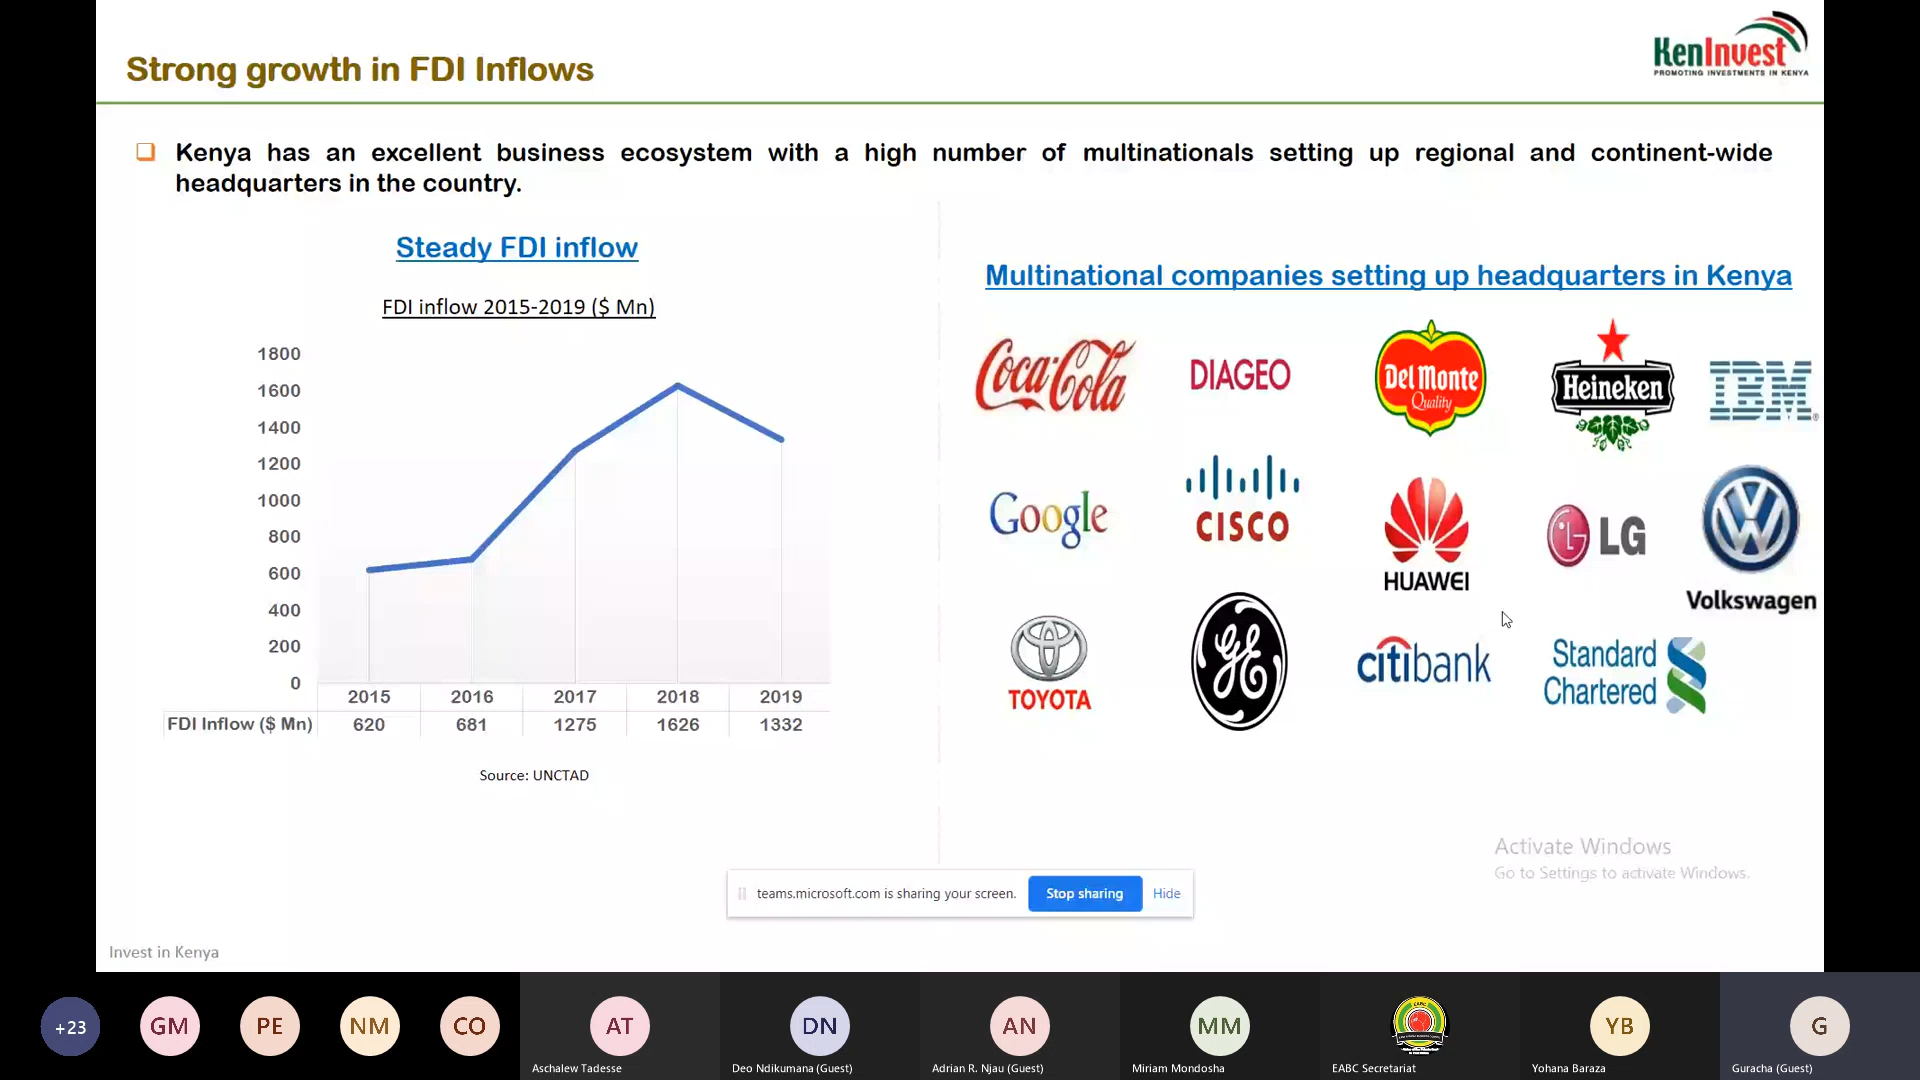 Strong growth in FDI Inflows
KenInvest
PROMOTING INVESTMENTS IN KENYA
❑ Kenya has an excellent business ecosystem with a high number of multinationals setting up regional and continent-wide
headquarters in the country.
Steady FDI inflow
FDI inflow 2015-2019 ($ Mn)
1800
1600
1400
1200
1000
800
600
400
200
0
2015 2016 2017 2018 2019
FDI Inflow ($ Mn) 620 681 1275 1626 1332
Source: UNCTAD
Multinational companies setting up headquarters in Kenya
Coca-Cola DIAGEO Del Monte Heineken IBM
Quality
Google CISCO HUAWEI LG Volkswagen
TOYOTA GE citibank Standard
Chartered
Activate Windows
Go to Settings to activate Windows.
teams.microsoft.com is sharing your screen. Stop sharing Hide
Invest in Kenya
+23 GM PE NM CO AT DN AN MM EABC YB G
Aschalew Tadesse Deo Ndikumana (Guest) Adrian R. Njau (Guest) Miriam Mondosha EABC Secretariat Yohana Baraza Guracha (Guest)